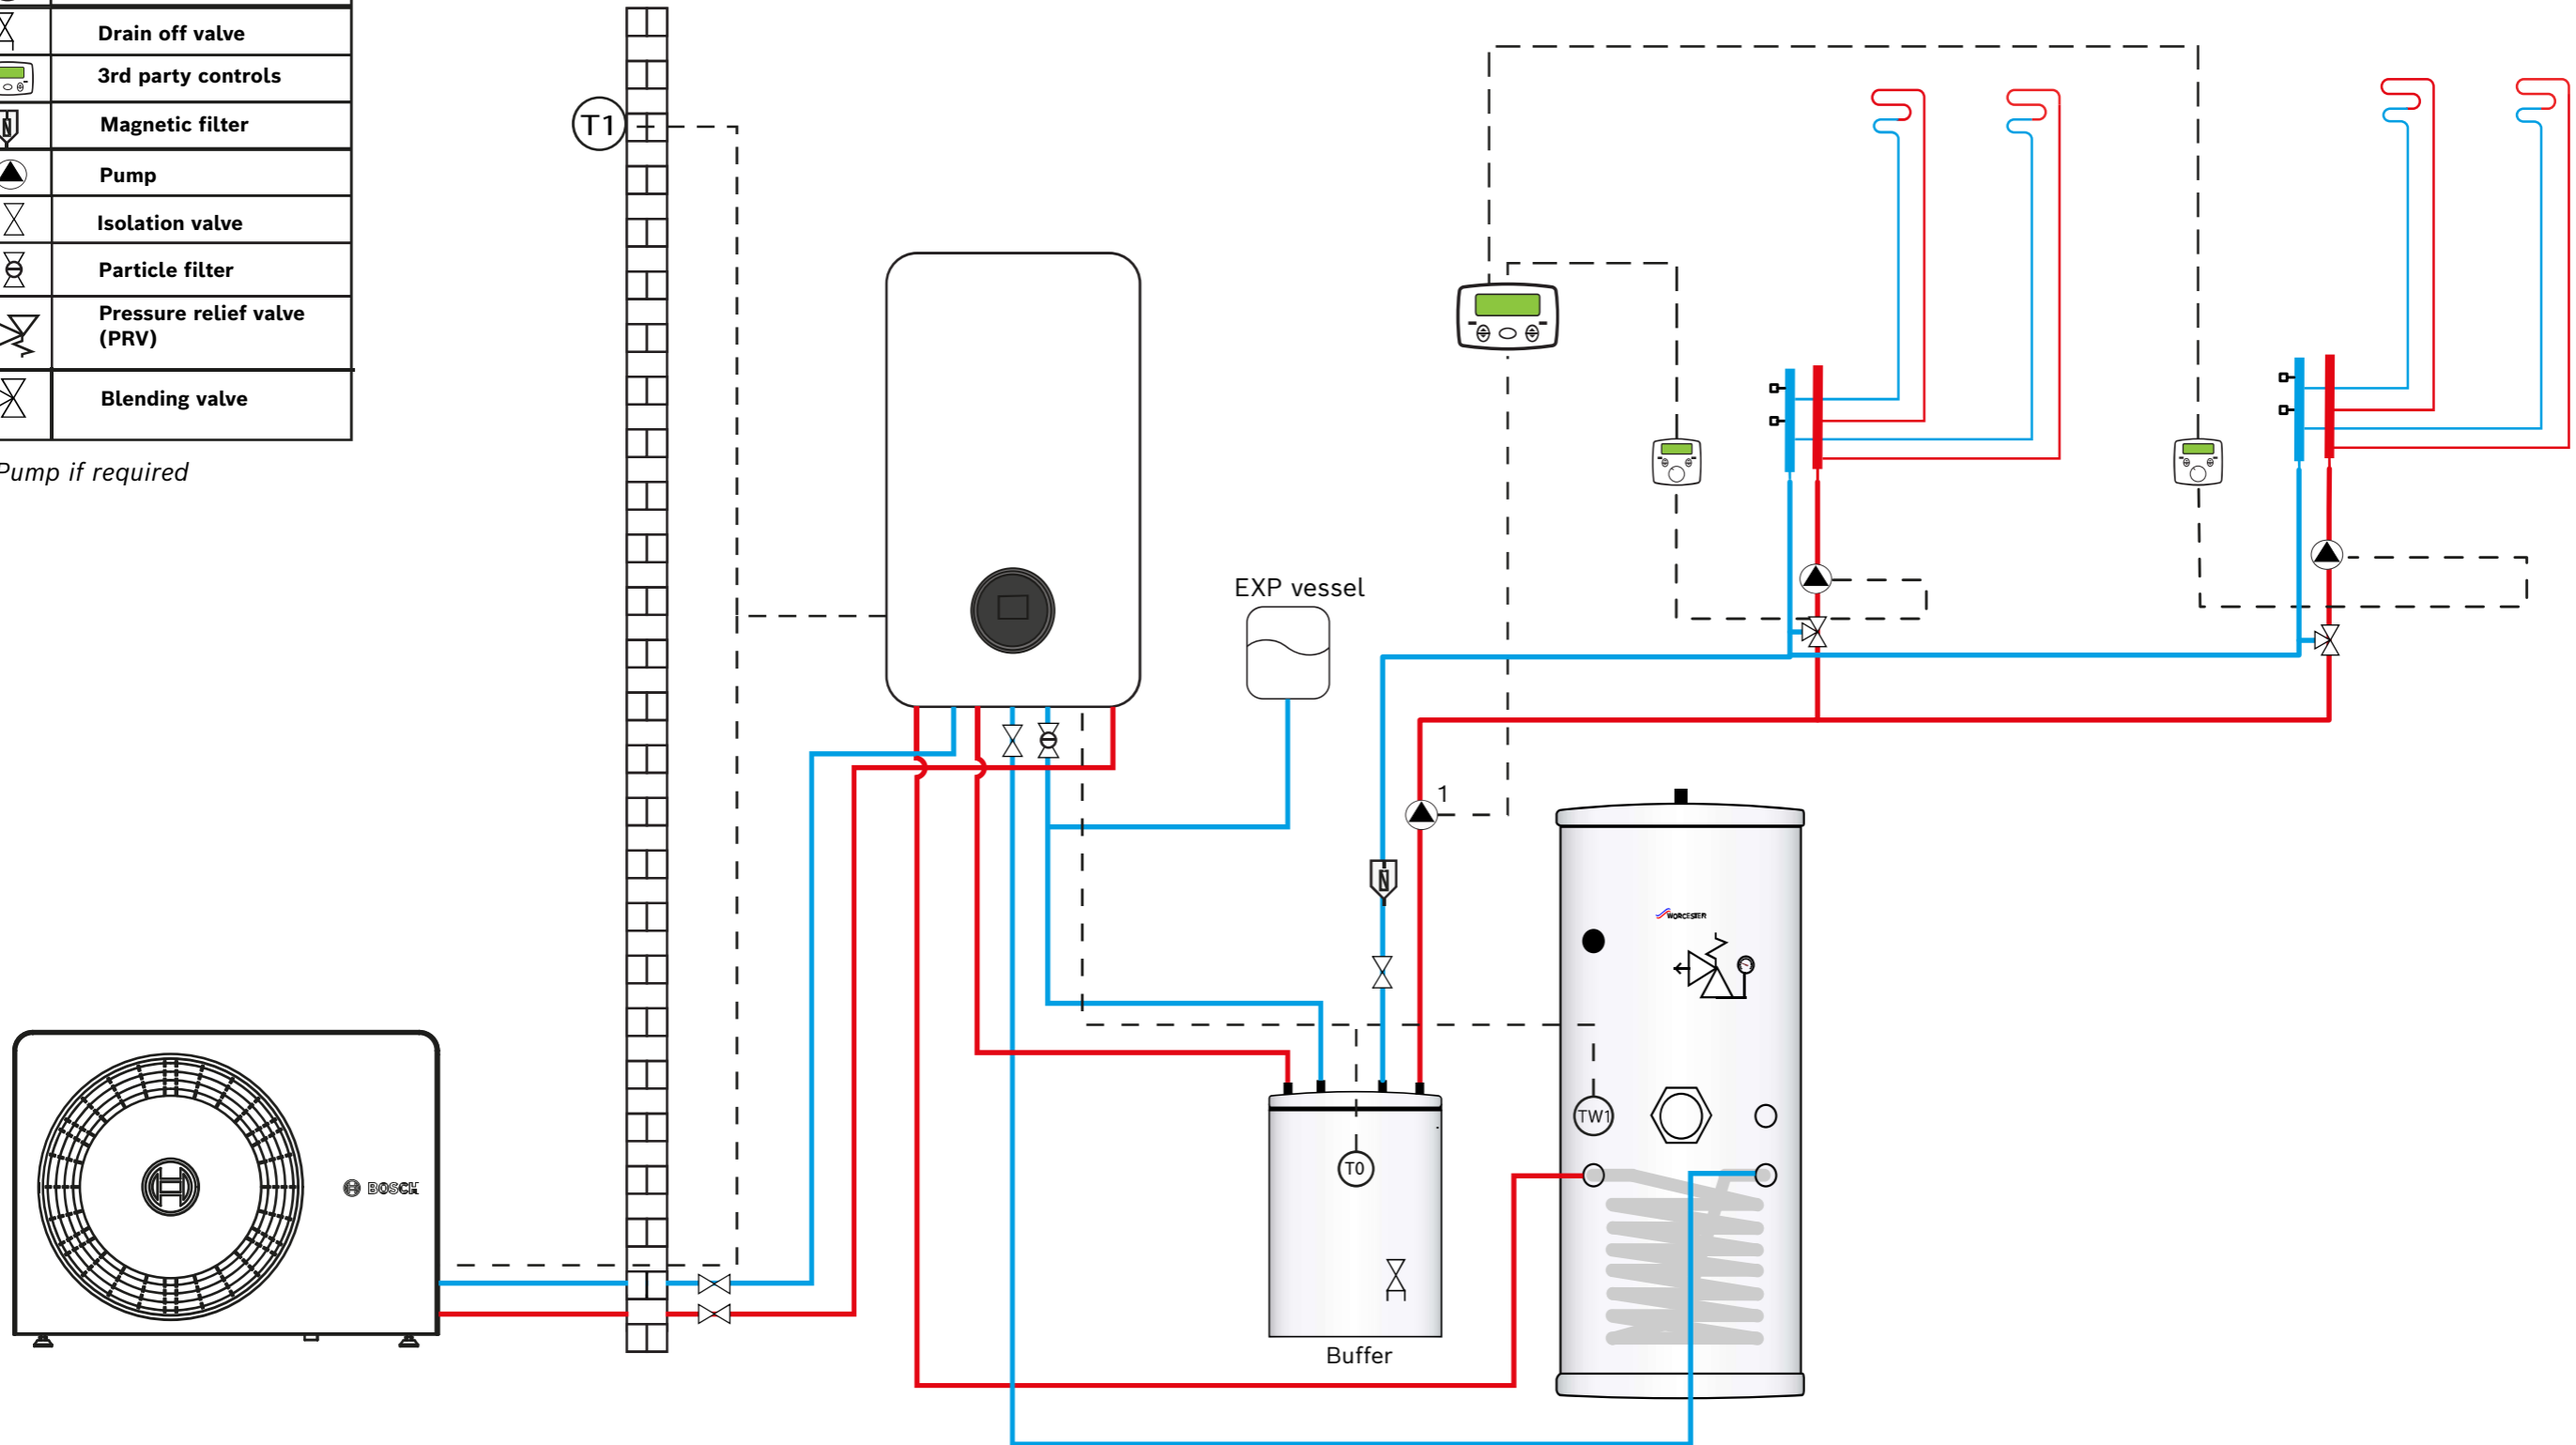 Drain off valve
3rd party controls
Magnetic filter
Pump
Isolation valve
Particle filter
Pressure relief valve
(PRV)
Blending valve
Pump if required
T1
EXP vessel
1
WORCESTER
TW1
T0
BOSCH
Buffer